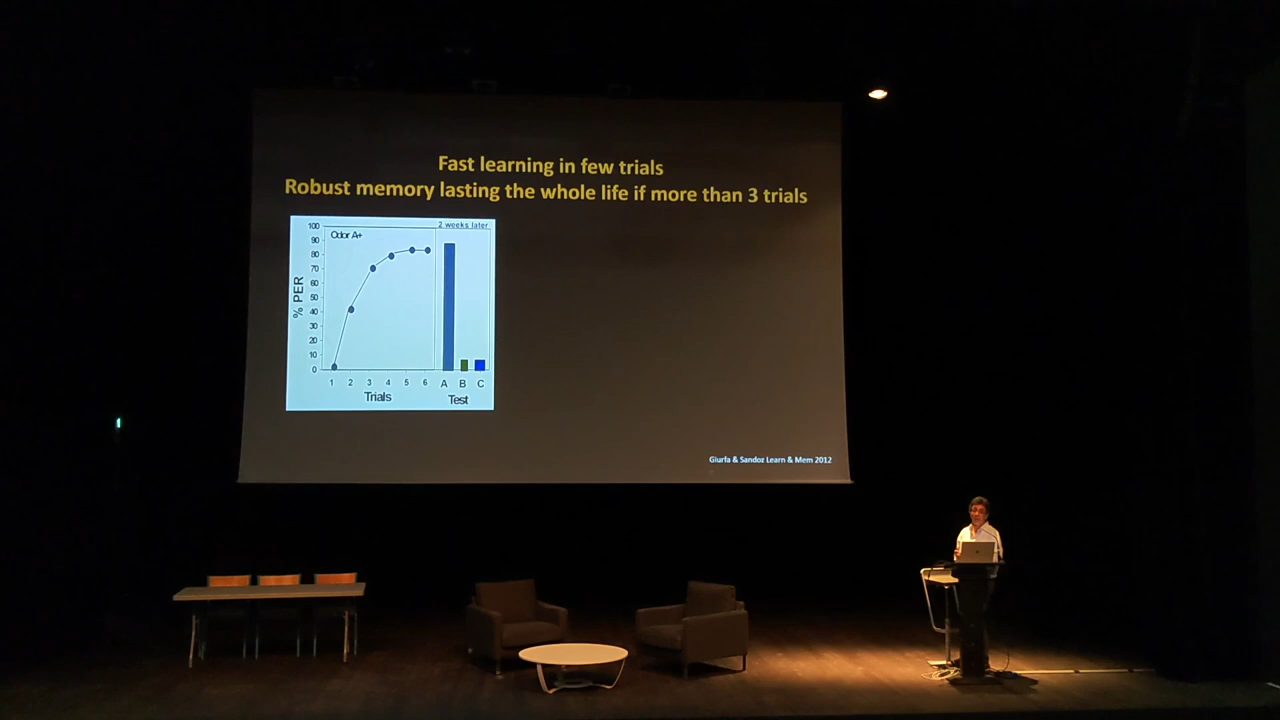 Fast learning in few trials
Robust memory lasting the whole life if more than 3 trials
2 weeks later
Odor A+
100
90
80
70
60
50
40
30
20
10
0
% PER
1 2 3 4 5 6 A B C
Trials Test
Giurfa & Sandoz Learn & Mem 2012